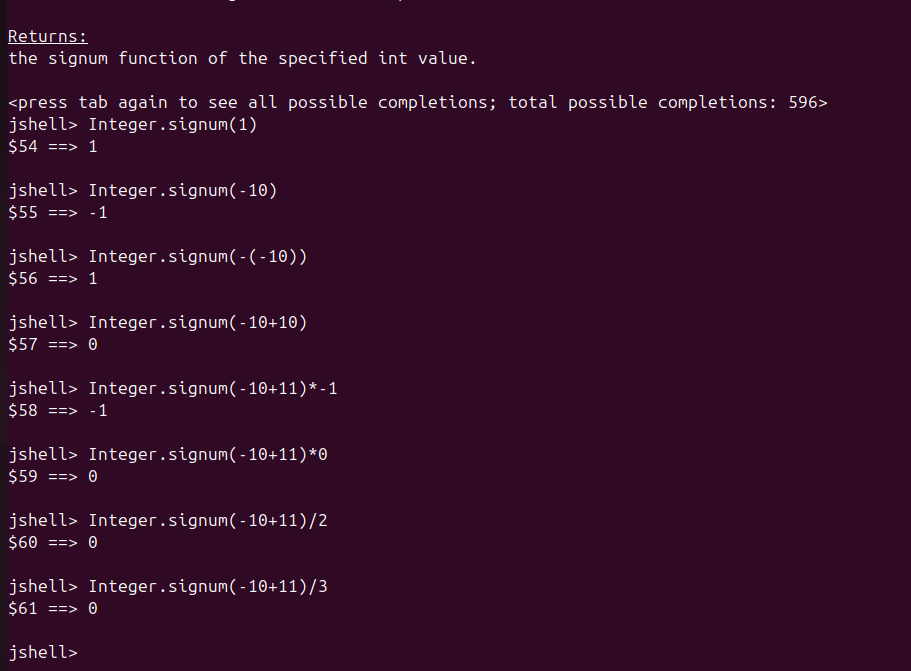 Returns:
the signum function of the specified int value.
<press tab again to see all possible completions; total possible completions: 596>
jshell> Integer.signum(1)
$54 ==> 1
jshell> Integer.signum(-10)
$55 ==> -1
jshell> Integer.signum(-(-10))
$56 ==> 1
jshell> Integer.signum(-10+10)
$57 ==> 0
jshell> Integer.signum(-10+11)*-1
$58 ==> -1
jshell> Integer.signum(-10+11)*0
$59 ==> 0
jshell> Integer.signum(-10+11)/2
$60 ==> 0
jshell> Integer.signum(-10+11)/3
$61 ==> 0
jshell>